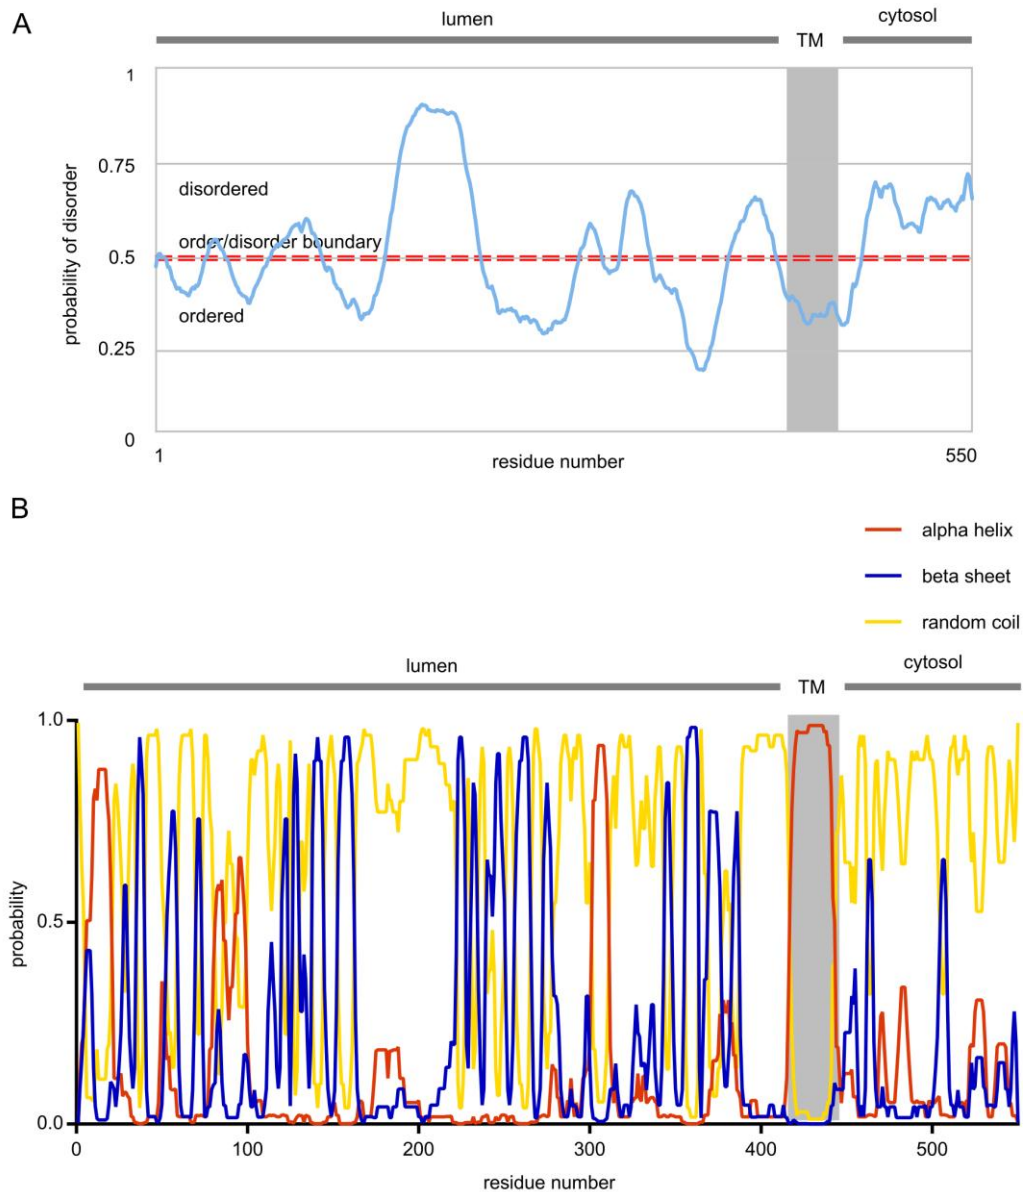 A
lumen
TM
cytosol
1
0.75
0.5
0.25
0
probability of disorder
disordered
order/disorder boundary
ordered
1
residue number
550
B
alpha helix
beta sheet
random coil
lumen
TM
cytosol
1.0
0.5
0.0
probability
0
100
200
300
400
500
residue number